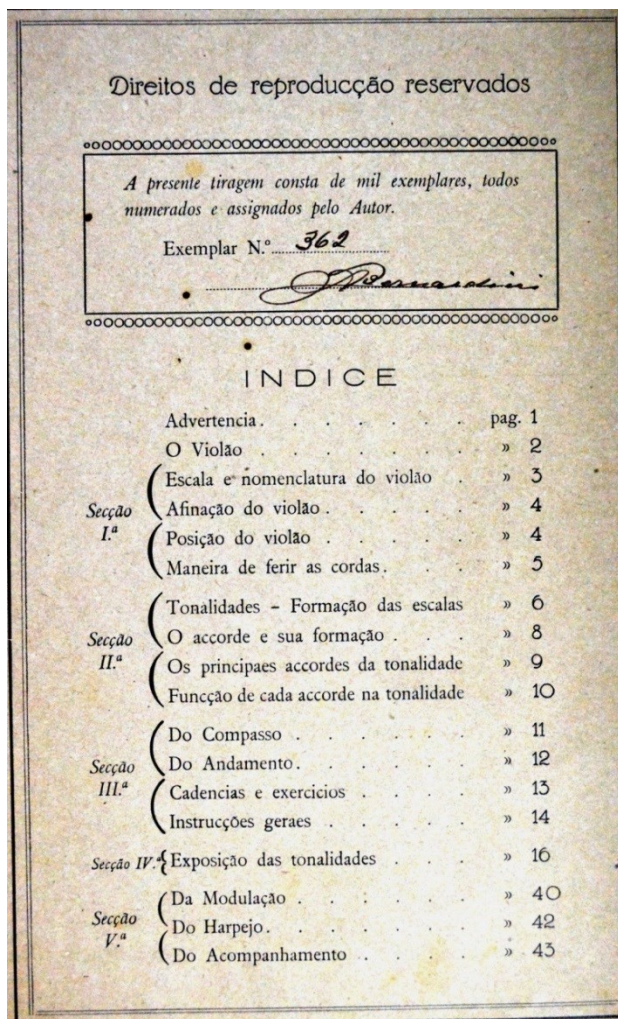 Direitos de reproducção reservados
A presente tiragem consta de mil exemplares, todos
numerados e assignados pelo Autor.
Exemplar N.º 362
Bernardini
INDICE
Advertencia. . . . . . . pag. 1
O Violão . . . . . . . » 2
Secção I.ª
Escala e nomenclatura do violão . » 3
Afinação do violão . . . . . » 4
Posição do violão . . . . . » 4
Maneira de ferir as cordas. . . . » 5
Secção II.ª
Tonalidades - Formação das escalas » 6
O accorde e sua formação . . . » 8
Os principaes accordes da tonalidade » 9
Funcção de cada accorde na tonalidade » 10
Secção III.ª
Do Compasso . . . . . . » 11
Do Andamento. . . . . . » 12
Cadencias e exercicios . . . . » 13
Instrucções geraes . . . . . » 14
Secção IV.ª Exposição das tonalidades . . . » 16
Secção V.ª
Da Modulação . . . . . . » 40
Do Harpejo. . . . . . . » 42
Do Acompanhamento . . . . » 43